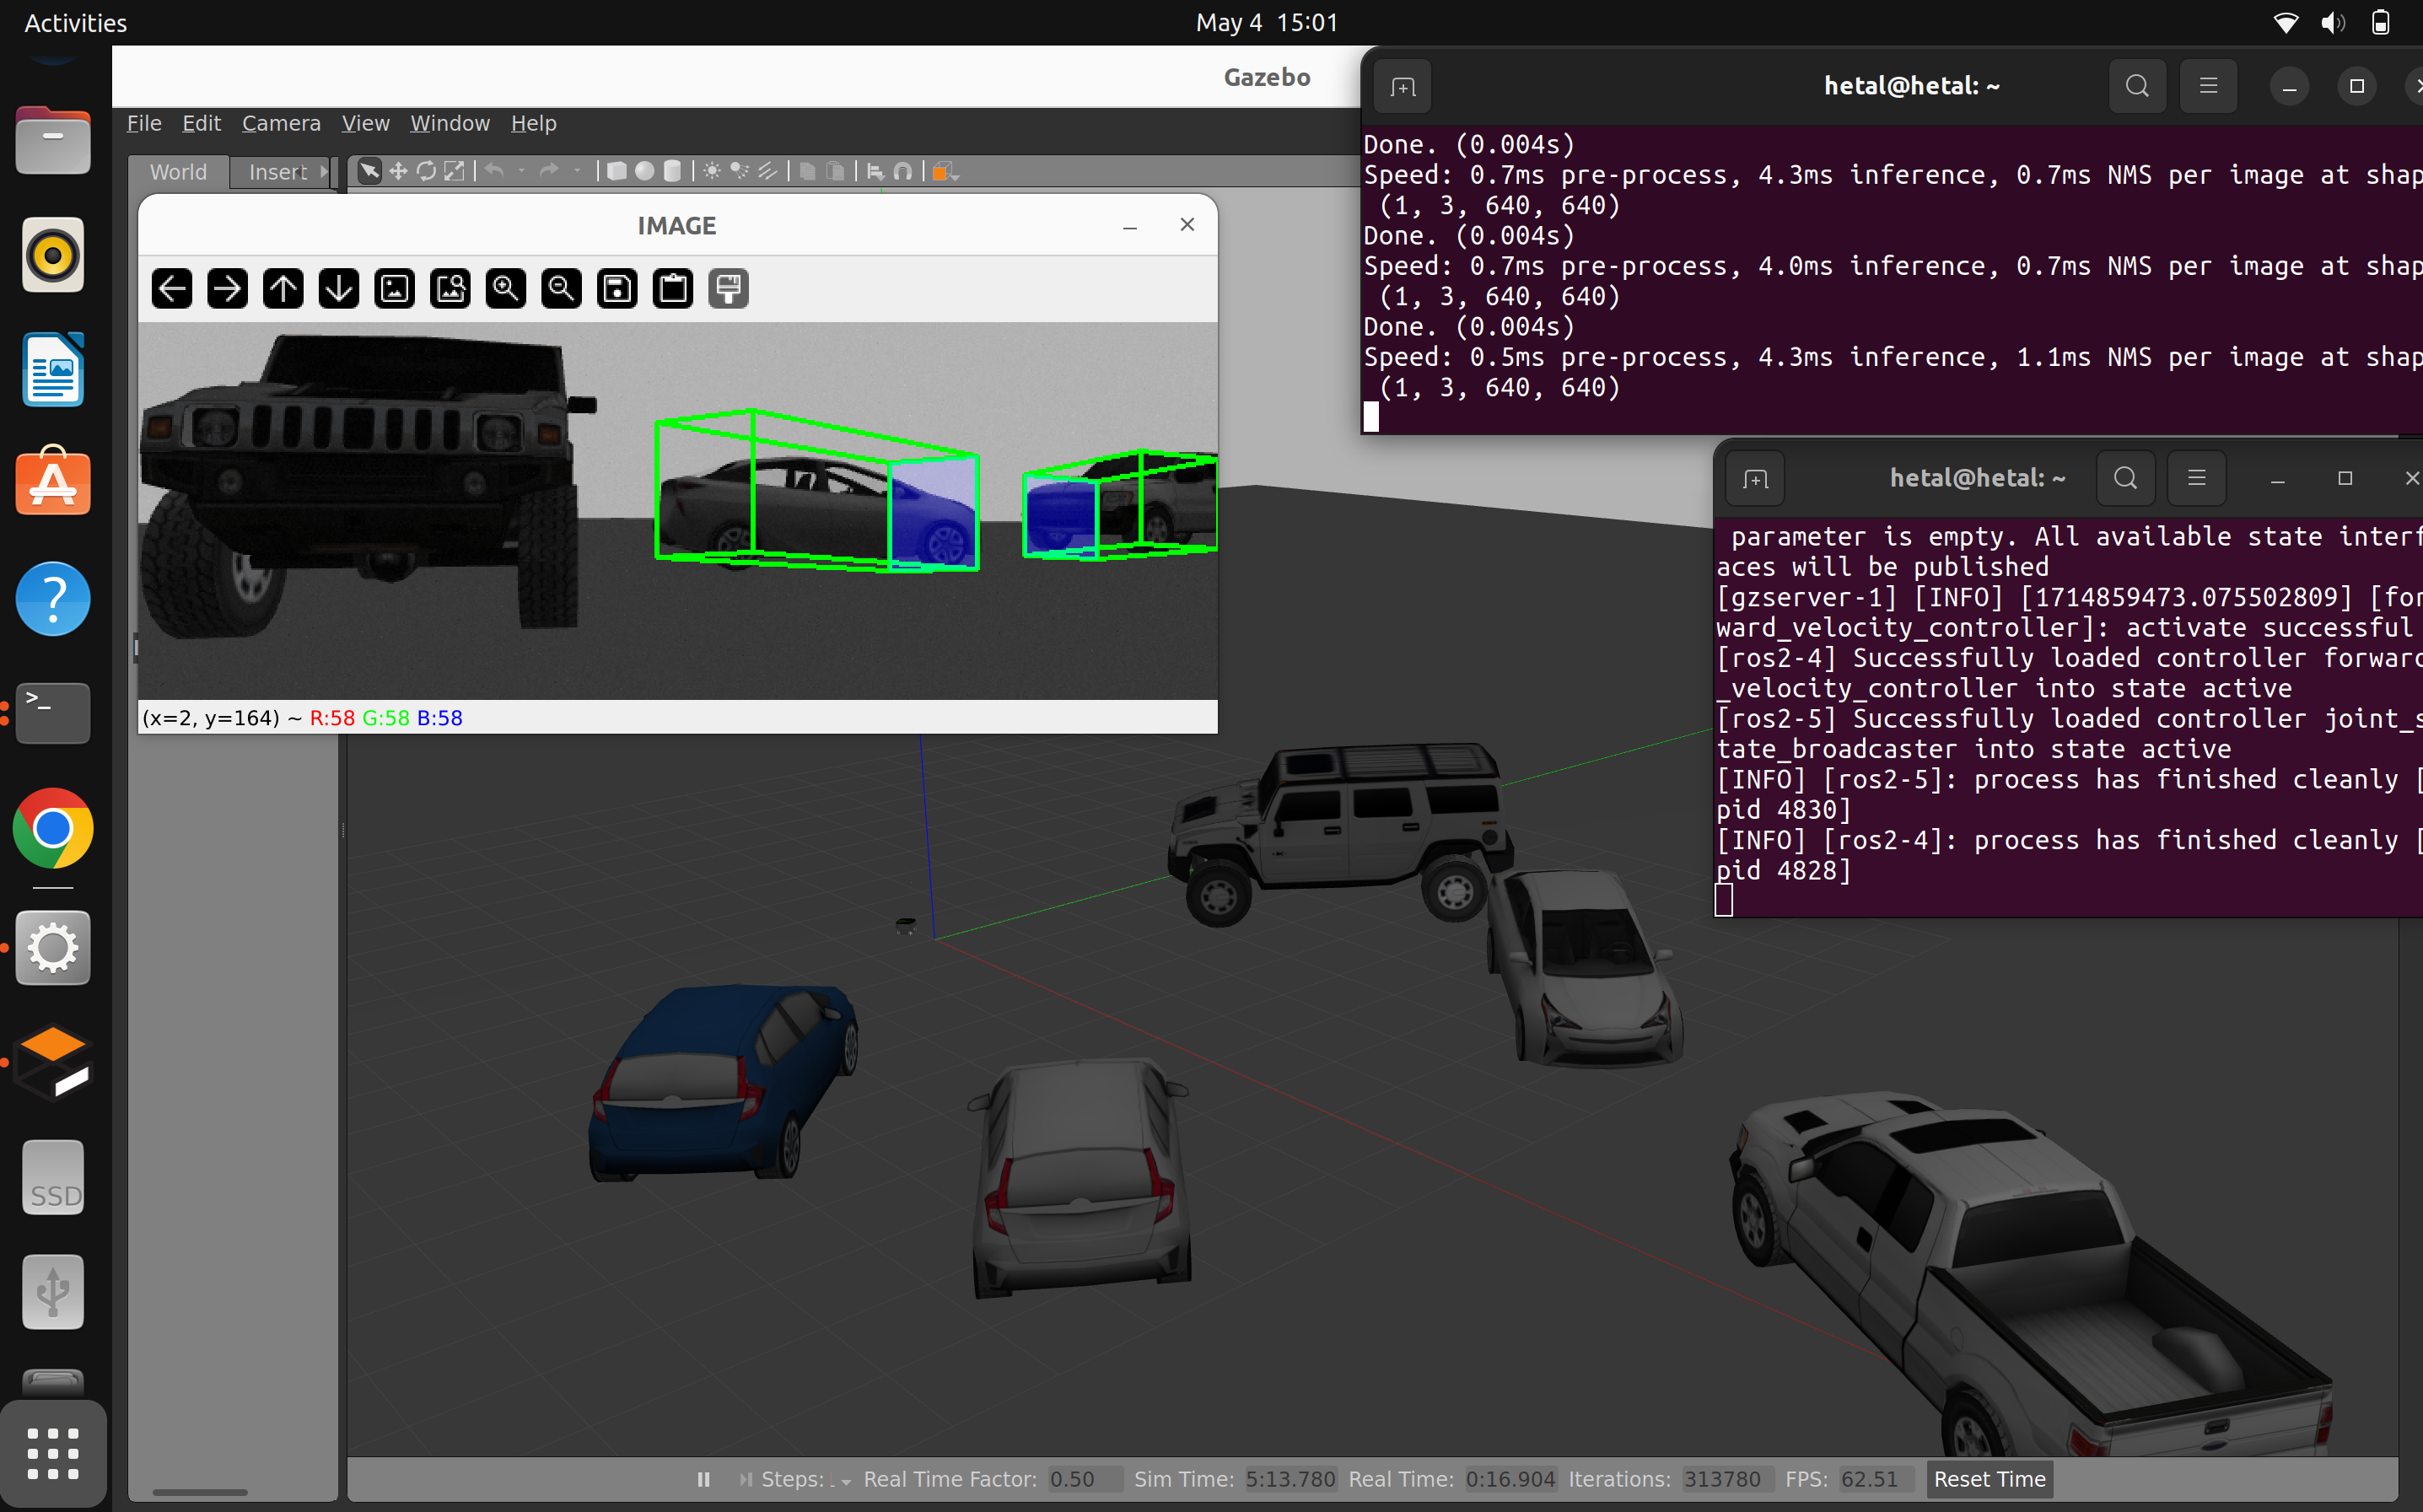 Activities
May 4 15:01
Gazebo
File Edit Camera View Window Help
World Insert
IMAGE
(x=2, y=164) ~ R:58 G:58 B:58
hetal@hetal: ~
Done. (0.004s)
Speed: 0.7ms pre-process, 4.3ms inference, 0.7ms NMS per image at shap
(1, 3, 640, 640)
Done. (0.004s)
Speed: 0.7ms pre-process, 4.0ms inference, 0.7ms NMS per image at shap
(1, 3, 640, 640)
Done. (0.004s)
Speed: 0.5ms pre-process, 4.3ms inference, 1.1ms NMS per image at shap
(1, 3, 640, 640)
hetal@hetal: ~
parameter is empty. All available state interf
aces will be published
[gzserver-1] [INFO] [1714859473.075502809] [for
ward_velocity_controller]: activate successful
[ros2-4] Successfully loaded controller forward
_velocity_controller into state active
[ros2-5] Successfully loaded controller joint_s
tate_broadcaster into state active
[INFO] [ros2-5]: process has finished cleanly [
pid 4830]
[INFO] [ros2-4]: process has finished cleanly [
pid 4828]
SSD
Steps: Real Time Factor: 0.50 Sim Time: 5:13.780 Real Time: 0:16.904 Iterations: 313780 FPS: 62.51 Reset Time